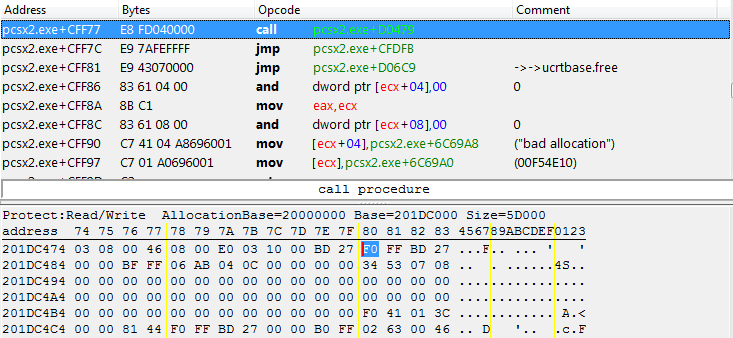 Address Bytes Opcode Comment
pcsx2.exe+CFF77 E8 FD040000 call pcsx2.exe+D0479
pcsx2.exe+CFF7C E9 7AFEFFFF jmp pcsx2.exe+CFDFB
pcsx2.exe+CFF81 E9 43070000 jmp pcsx2.exe+D06C9 ->->ucrtbase.free
pcsx2.exe+CFF86 83 61 04 00 and dword ptr [ecx+04],00 0
pcsx2.exe+CFF8A 8B C1 mov eax,ecx
pcsx2.exe+CFF8C 83 61 08 00 and dword ptr [ecx+08],00 0
pcsx2.exe+CFF90 C7 41 04 A8696001 mov [ecx+04],pcsx2.exe+6C69A8 ("bad allocation")
pcsx2.exe+CFF97 C7 01 A0696001 mov [ecx],pcsx2.exe+6C69A0 (00F54E10)
call procedure
Protect:Read/Write AllocationBase=20000000 Base=201DC000 Size=5D000
address 74 75 76 77 78 79 7A 7B 7C 7D 7E 7F 80 81 82 83 456789ABCDEF0123
201DC474 03 08 00 46 08 00 E0 03 10 00 BD 27 F0 FF BD 27 ...F.......' ...'
201DC484 00 00 BF FF 06 AB 04 0C 00 00 00 00 34 53 07 08 ............4S..
201DC494 00 00 00 00 00 00 00 00 00 00 00 00 00 00 00 00 ................
201DC4A4 00 00 00 00 00 00 00 00 00 00 00 00 00 00 00 00 ................
201DC4B4 00 00 00 00 00 00 00 00 00 00 00 00 F0 41 01 3C .............A.<
201DC4C4 00 00 81 44 F0 FF BD 27 00 00 B0 FF 02 63 00 46 ...D...'.....c.F